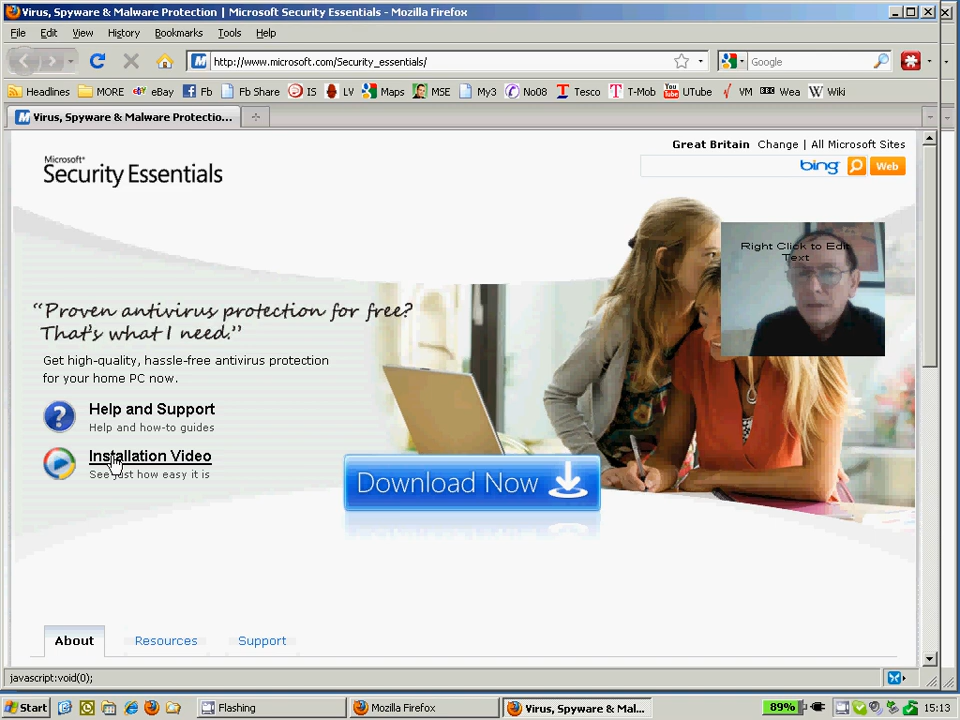 Virus, Spyware & Malware Protection | Microsoft Security Essentials - Mozilla Firefox
File Edit View History Bookmarks Tools Help
http://www.microsoft.com/Security_essentials/
Google
Headlines MORE eBay Fb Fb Share IS LV Maps MSE My3 No08 Tesco T-Mob UTube VM Wea Wiki
Virus, Spyware & Malware Protectio...
Great Britain Change | All Microsoft Sites
bing Web
Microsoft®
Security Essentials
Right Click to Edit
Text
“Proven antivirus protection for free?
That's what I need.”
Get high-quality, hassle-free antivirus protection
for your home PC now.
Help and Support
Help and how-to guides
Installation Video
See just how easy it is
Download Now
About Resources Support
javascript:void(0);
Start Flashing Mozilla Firefox Virus, Spyware & Mal... 89% 15:13